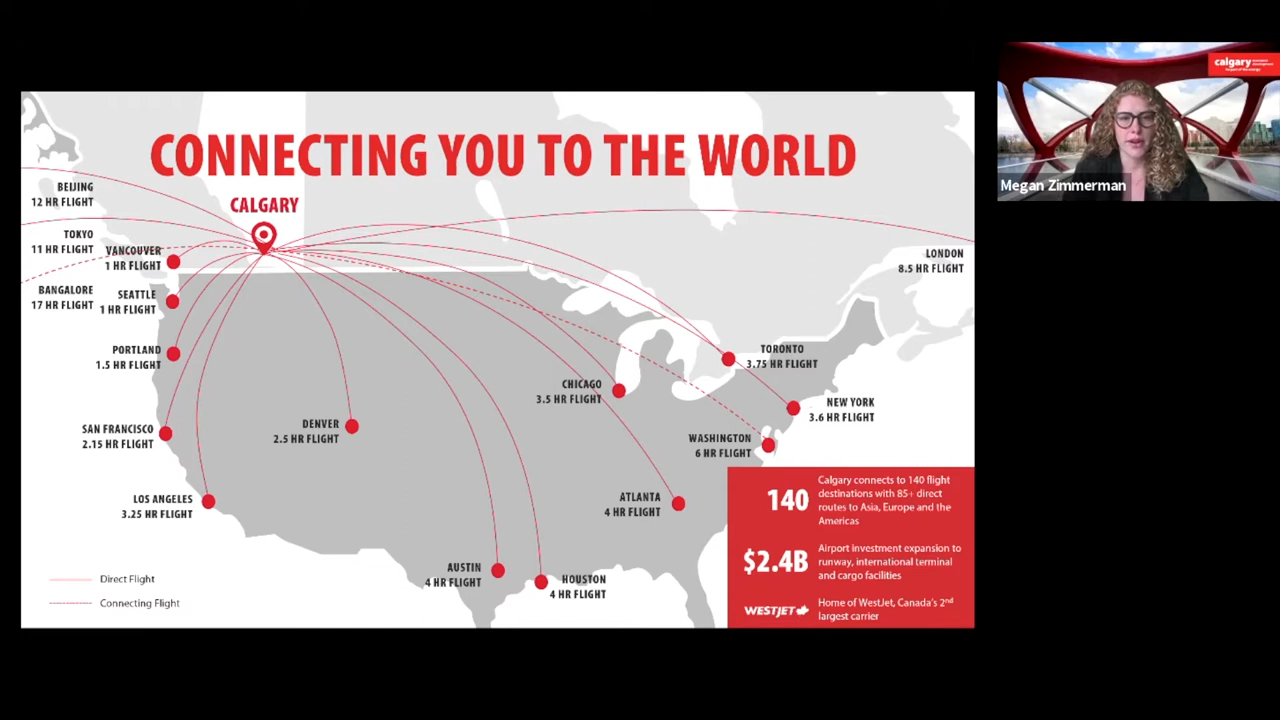 CONNECTING YOU TO THE WORLD
calgary
Megan Zimmerman
BEIJING
12 HR FLIGHT
CALGARY
TOKYO
11 HR FLIGHT
VANCOUVER
1 HR FLIGHT
LONDON
8.5 HR FLIGHT
BANGALORE
17 HR FLIGHT
SEATTLE
1 HR FLIGHT
PORTLAND
1.5 HR FLIGHT
TORONTO
3.75 HR FLIGHT
CHICAGO
3.5 HR FLIGHT
NEW YORK
3.6 HR FLIGHT
SAN FRANCISCO
2.15 HR FLIGHT
DENVER
2.5 HR FLIGHT
WASHINGTON
6 HR FLIGHT
LOS ANGELES
3.25 HR FLIGHT
ATLANTA
4 HR FLIGHT
AUSTIN
4 HR FLIGHT
HOUSTON
4 HR FLIGHT
Direct Flight
Connecting Flight
140
Calgary connects to 140 flight
destinations with 85+ direct
routes to Asia, Europe and the
Americas
$2.4B
Airport investment expansion to
runway, international terminal
and cargo facilities
WESTJET
Home of WestJet, Canada's 2nd
largest carrier